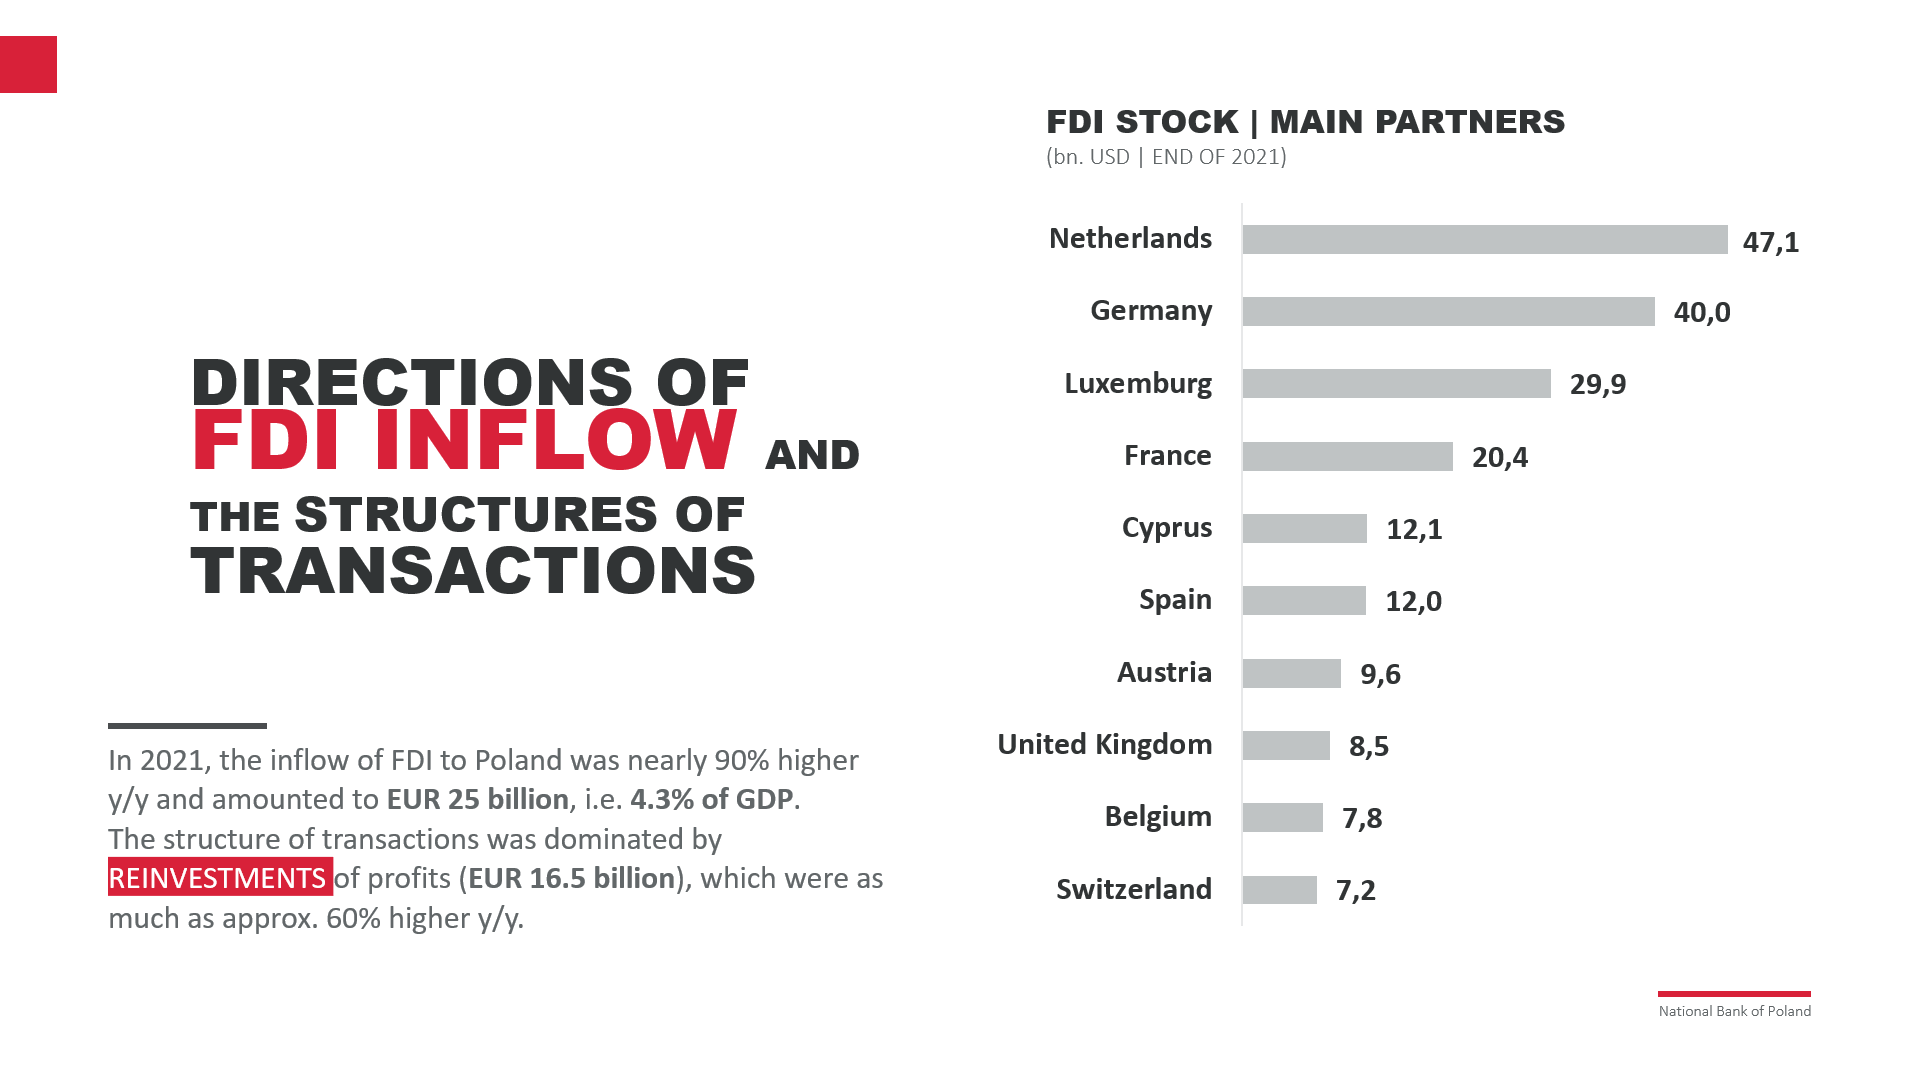 DIRECTIONS OF
FDI INFLOW AND
THE STRUCTURES OF
TRANSACTIONS
In 2021, the inflow of FDI to Poland was nearly 90% higher
y/y and amounted to EUR 25 billion, i.e. 4.3% of GDP.
The structure of transactions was dominated by
REINVESTMENTS of profits (EUR 16.5 billion), which were as
much as approx. 60% higher y/y.
FDI STOCK | MAIN PARTNERS
(bn. USD | END OF 2021)
Netherlands 47,1
Germany 40,0
Luxemburg 29,9
France 20,4
Cyprus 12,1
Spain 12,0
Austria 9,6
United Kingdom 8,5
Belgium 7,8
Switzerland 7,2
National Bank of Poland